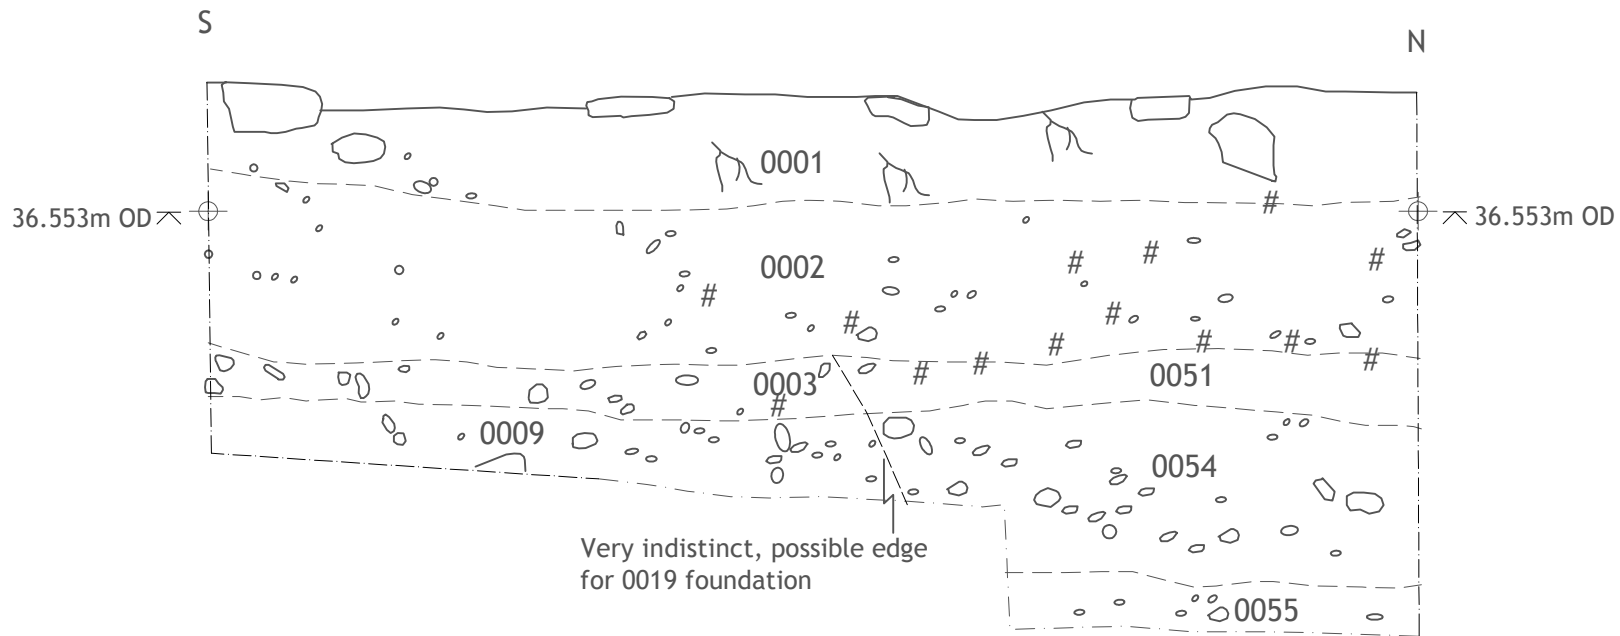 S
N
0001
36.553m OD
36.553m OD
0002
0003
0051
0009
0054
Very indistinct, possible edge
for 0019 foundation
0055